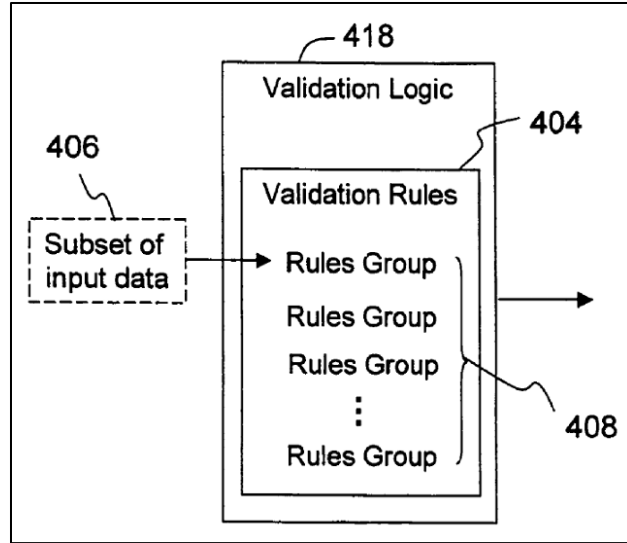 418
Validation Logic
404
406
Validation Rules
Subset of
input data
Rules Group
Rules Group
Rules Group
Rules Group
408